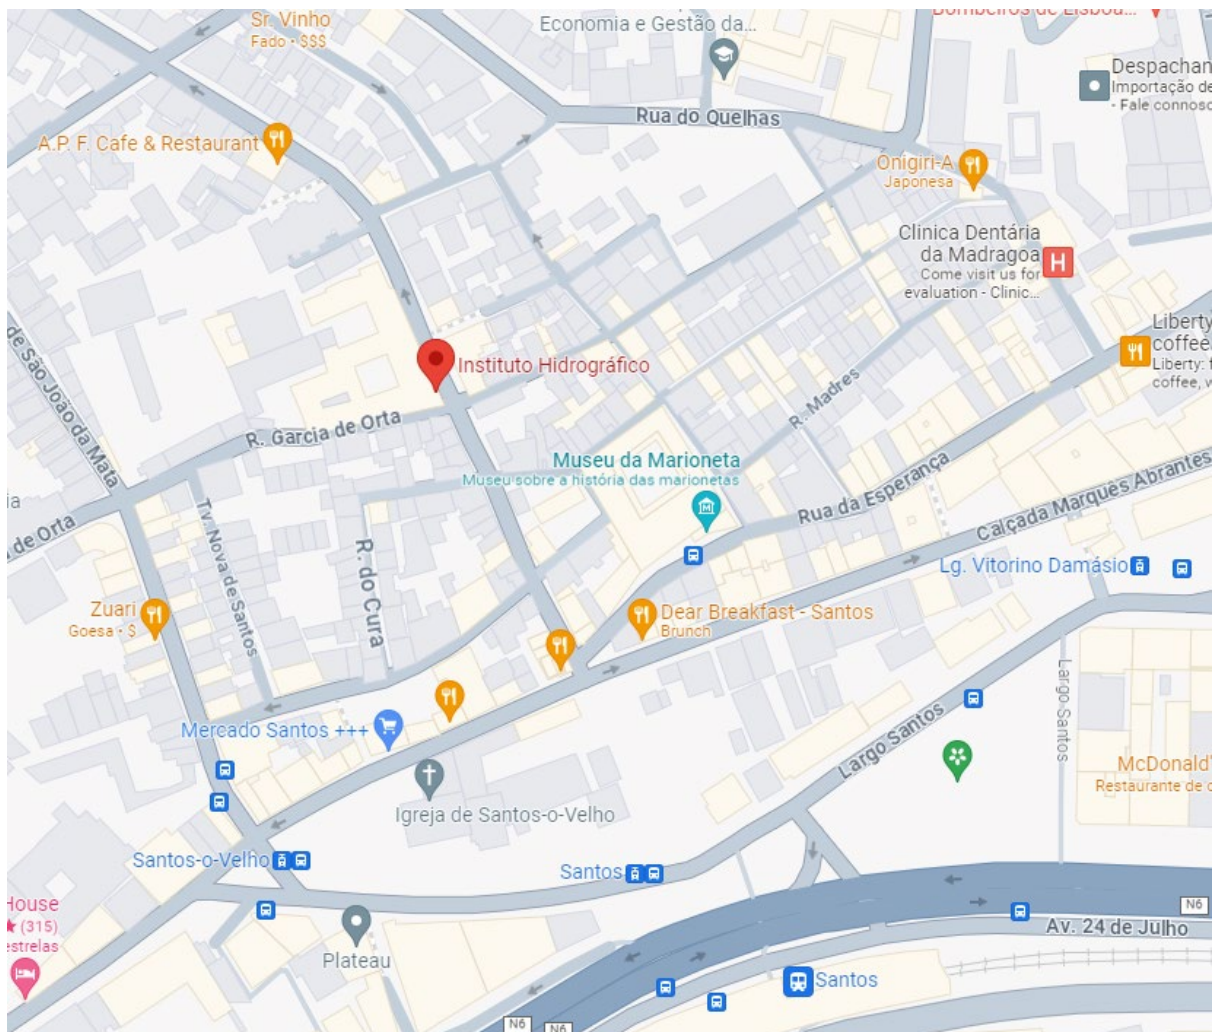 Sr. Vinho
Fado · $$$
Economia e Gestão da...
Bombeiros de Lisboa...
Despachan
Importação de
- Fale connosc
Rua do Quelhas
A.P. F. Cafe & Restaurant
Onigiri-A
Japonesa
Clinica Dentária
da Madragoa
Come visit us for
evaluation - Clinic...
H
Liberty
coffee
Liberty: f
coffee, w
de São João da Mata
Instituto Hidrográfico
R. Garcia de Orta
R. Madres
Museu da Marioneta
Museu sobre a história das marionetas
ia
a de Orta
Tv. Nova de Santos
R. do Cura
Rua da Esperança
Calçada Marquês Abrantes
Lg. Vitorino Damásio
Zuari
Goesa · $
Dear Breakfast - Santos
Brunch
Largo Santos
Largo Santos
Mercado Santos +++
Igreja de Santos-o-Velho
McDonald'
Restaurante de c
Santos-o-Velho
Santos
House
(315)
estrelas
N6
Av. 24 de Julho
Plateau
Santos
N6
N6